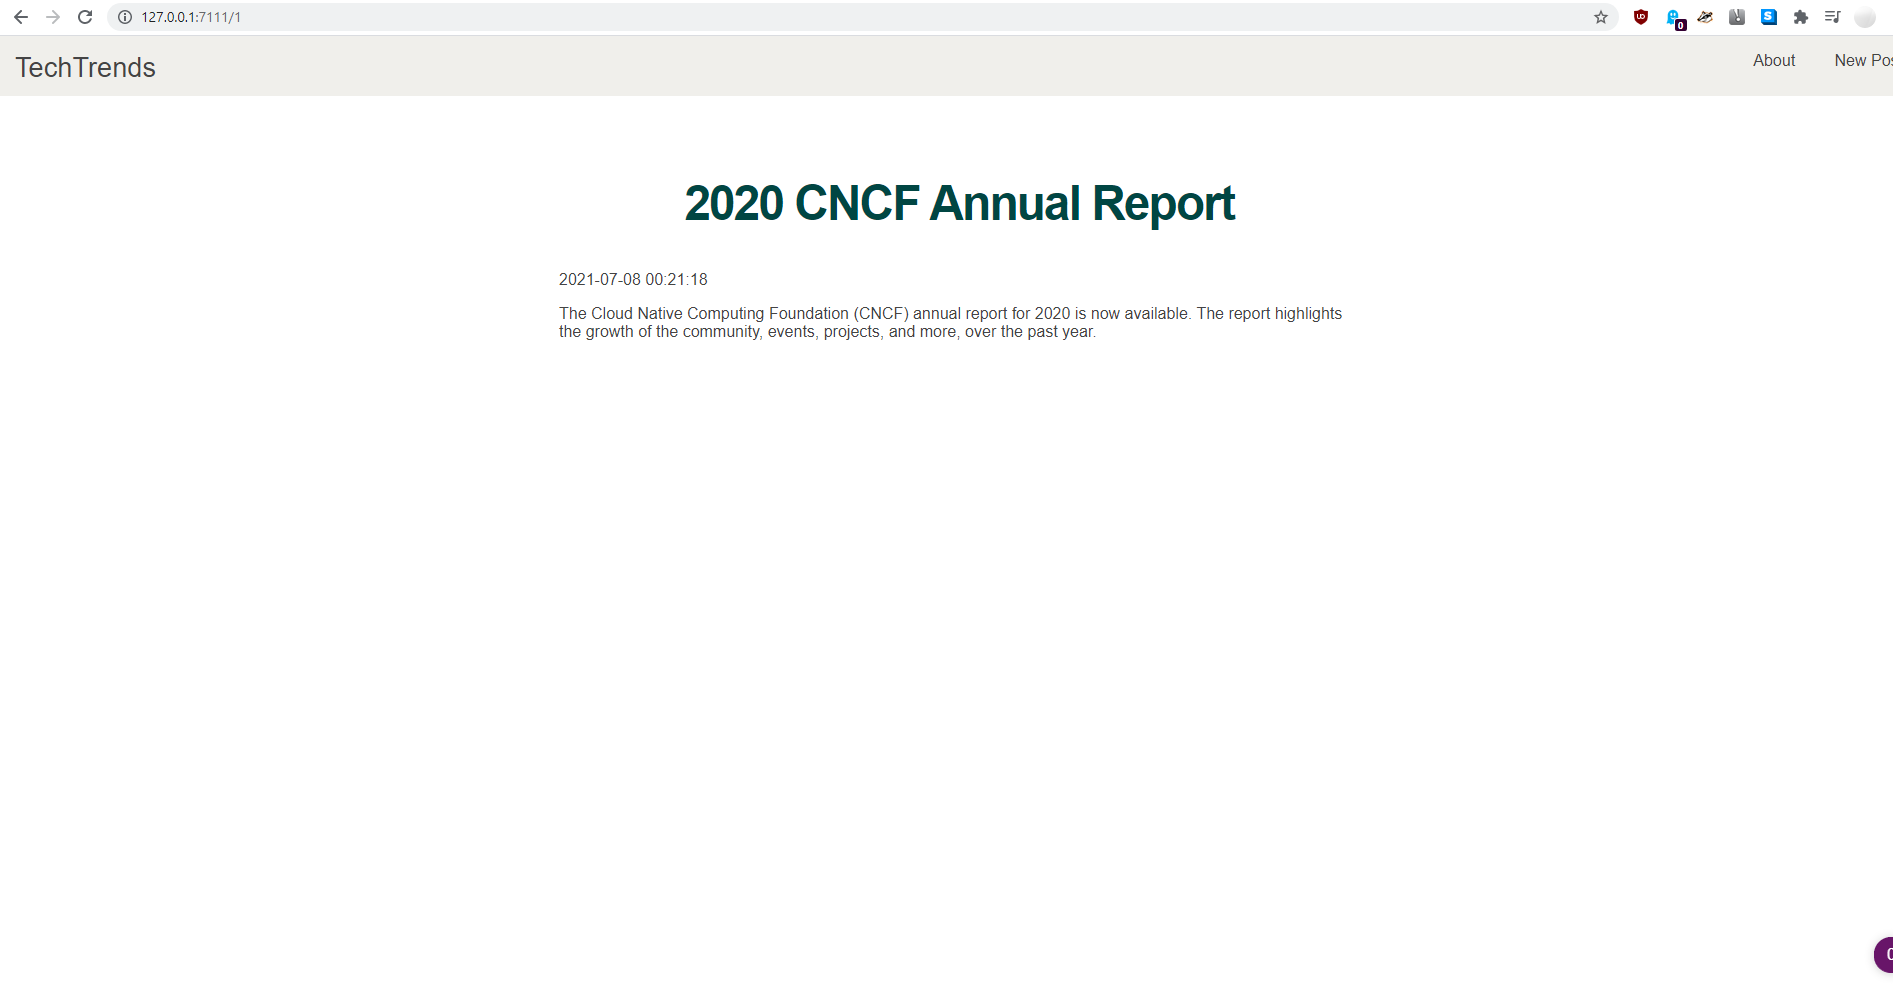 127.0.0.1:7111/1
0
TechTrends
About
New Pos
2020 CNCF Annual Report
2021-07-08 00:21:18
The Cloud Native Computing Foundation (CNCF) annual report for 2020 is now available. The report highlights
the growth of the community, events, projects, and more, over the past year.